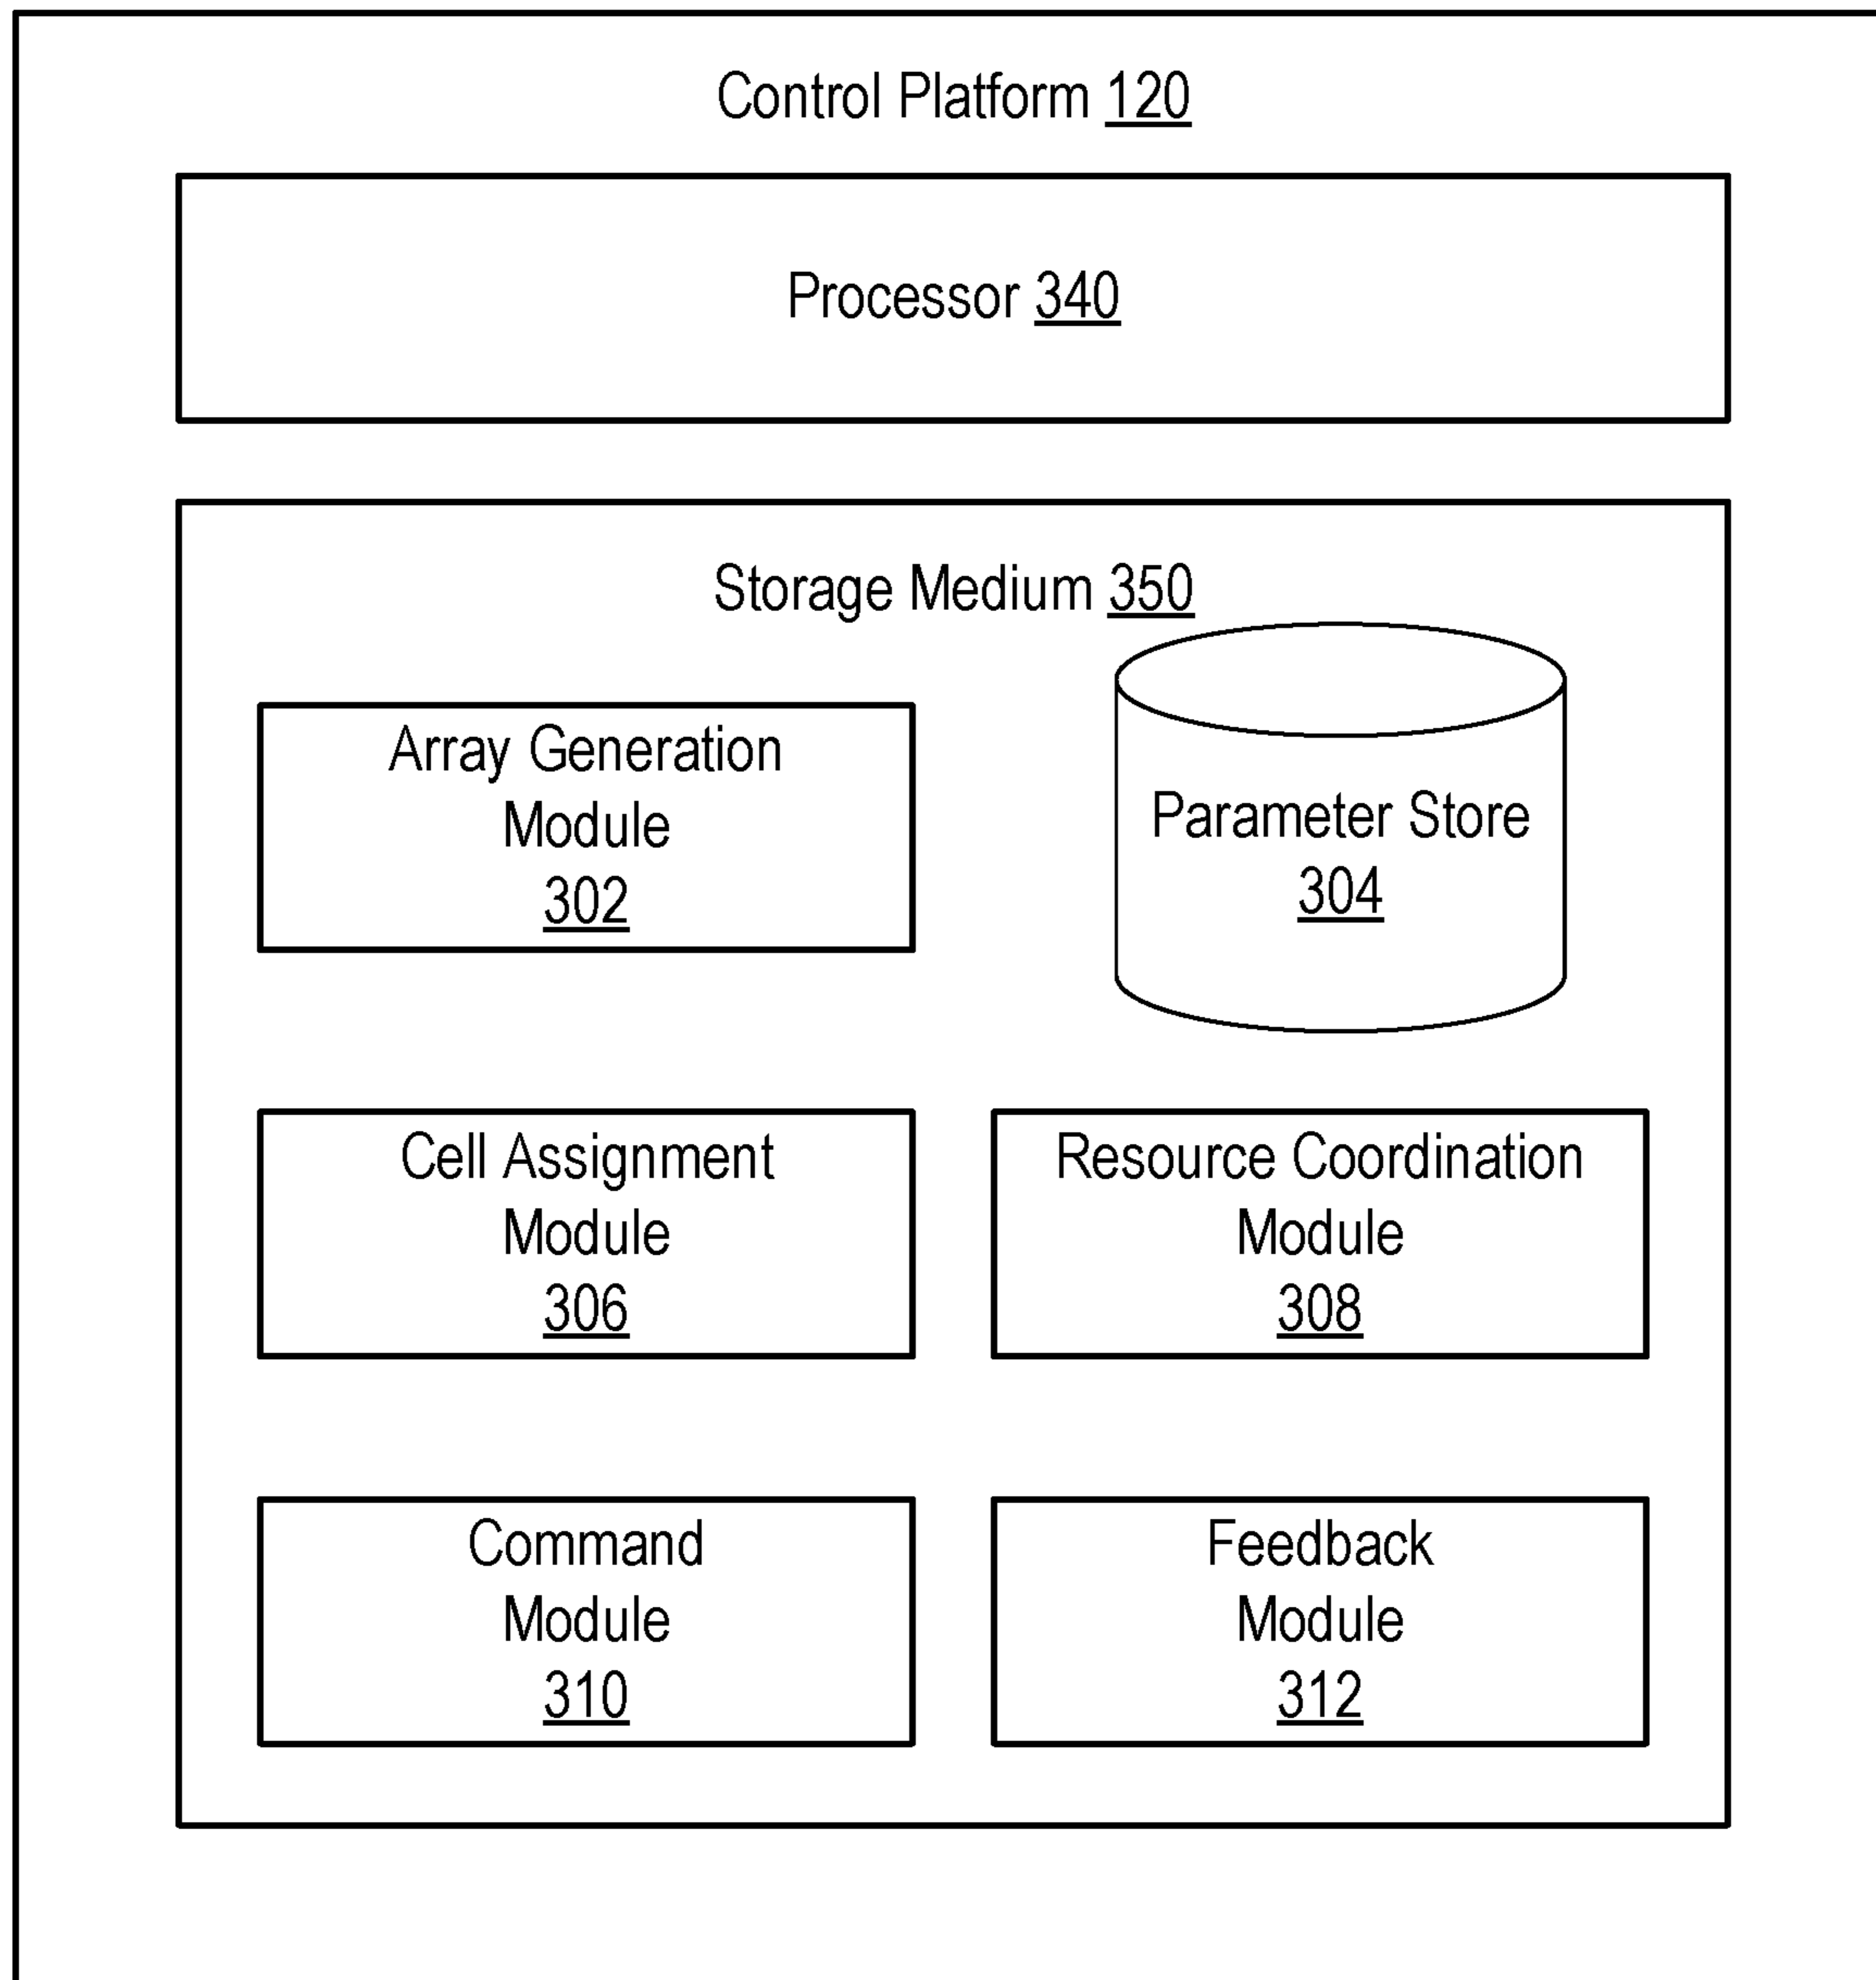 Control Platform 120
Processor 340
Storage Medium 350
Array Generation
Module
302
Parameter Store
304
Cell Assignment
Module
306
Resource Coordination
Module
308
Command
Module
310
Feedback
Module
312